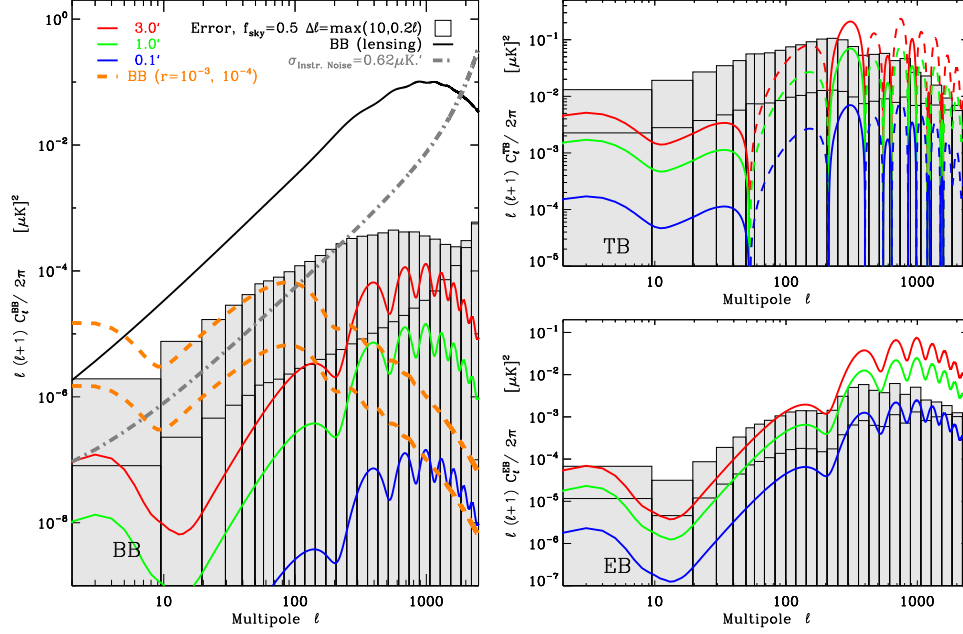 3.0'
1.0'
0.1'
BB (r=10⁻³, 10⁻⁴)
Error, f_sky=0.5 Δℓ=max(10,0.2ℓ)
BB (lensing)
σ_Instr. Noise=0.62μK.'
10⁰
10⁻²
10⁻⁴
10⁻⁶
10⁻⁸
ℓ (ℓ+1) C_ℓ^BB/ 2π [μK]²
BB
10
100
1000
Multipole ℓ
10⁻¹
10⁻²
10⁻³
10⁻⁴
10⁻⁵
ℓ (ℓ+1) C_ℓ^TB/ 2π [μK]²
TB
10
100
1000
Multipole ℓ
10⁻¹
10⁻²
10⁻³
10⁻⁴
10⁻⁵
10⁻⁶
10⁻⁷
ℓ (ℓ+1) C_ℓ^EB/ 2π [μK]²
EB
10
100
1000
Multipole ℓ